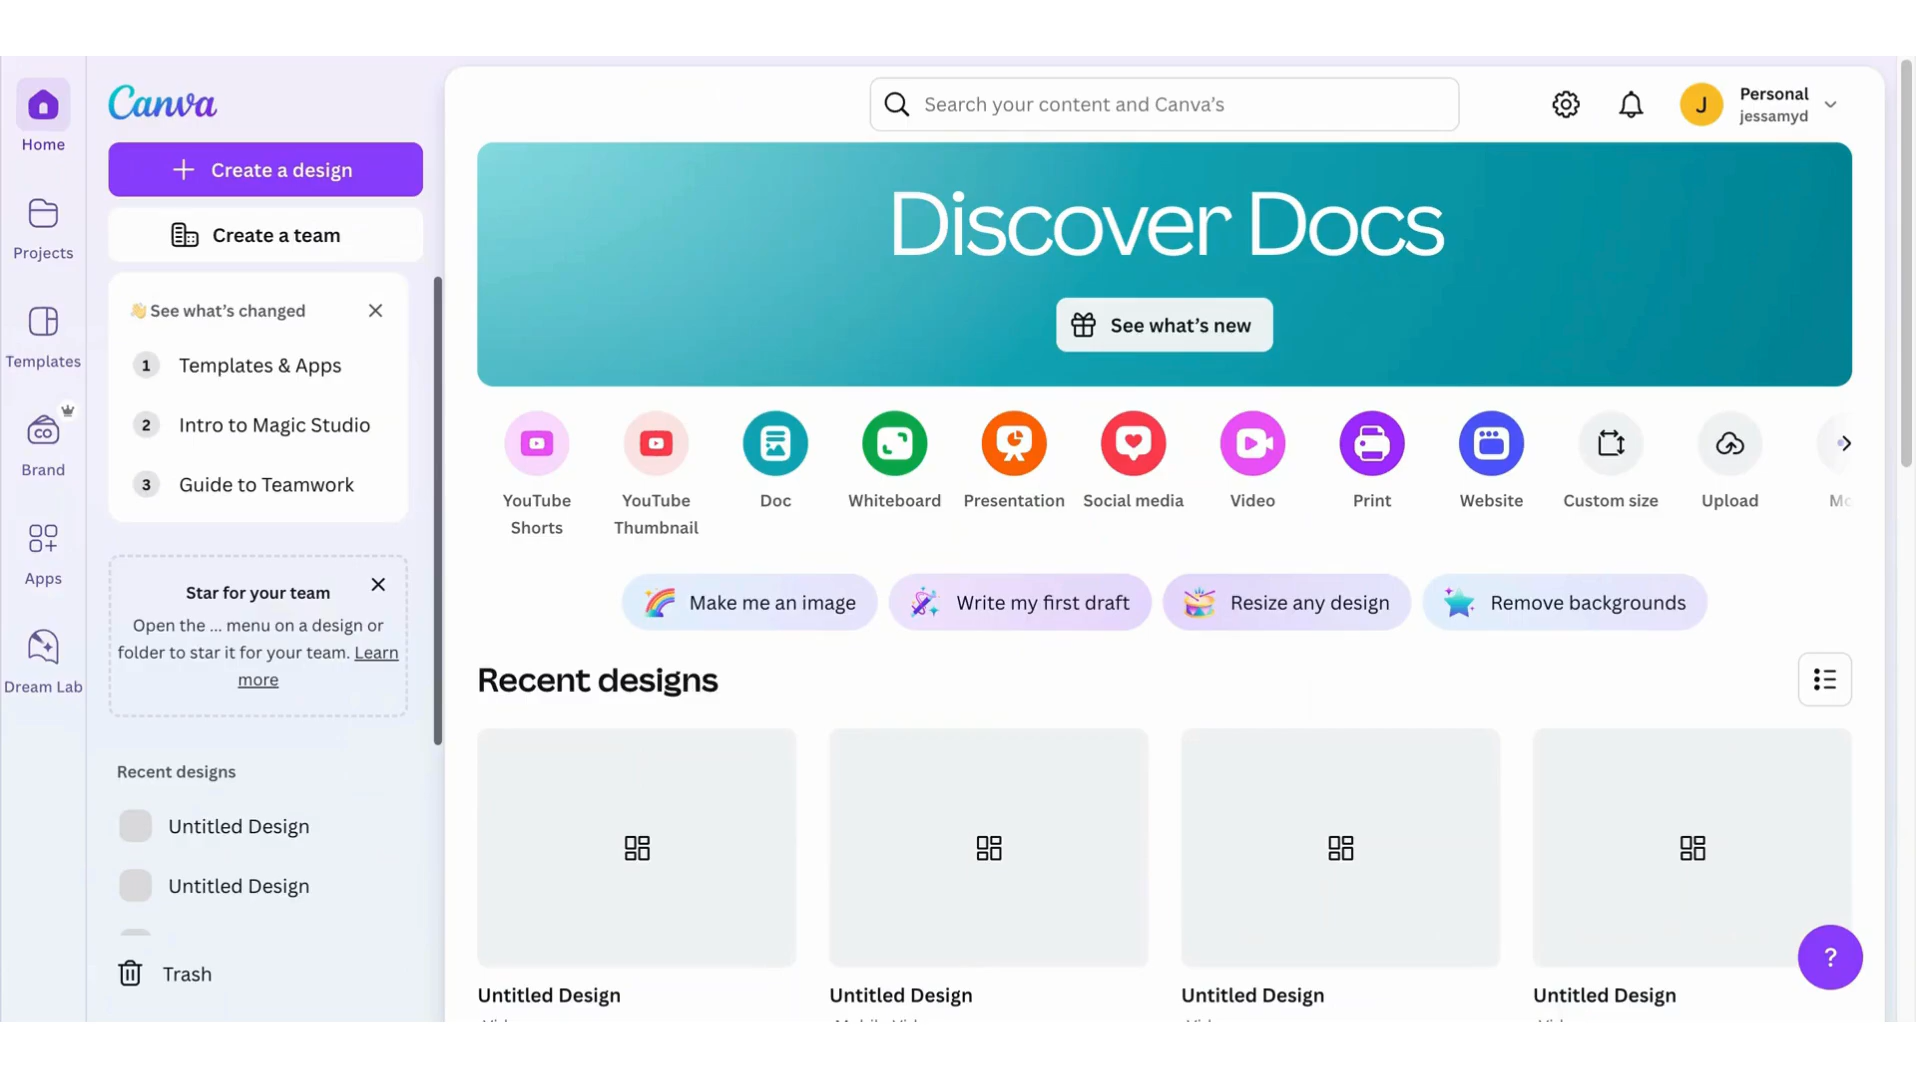 Canva
Search your content and Canva's
J
Personal
jessamyd
Home
Create a design
Create a team
Discover Docs
See what's new
Projects
Templates
Brand
Apps
Dream Lab
See what's changed
1 Templates & Apps
2 Intro to Magic Studio
3 Guide to Teamwork
Star for your team
Open the ... menu on a design or
folder to star it for your team. Learn
more
YouTube
Shorts
YouTube
Thumbnail
Doc
Whiteboard
Presentation
Social media
Video
Print
Website
Custom size
Upload
Make me an image
Write my first draft
Resize any design
Remove backgrounds
Recent designs
Recent designs
Untitled Design
Untitled Design
Trash
Untitled Design
Untitled Design
Untitled Design
Untitled Design
?